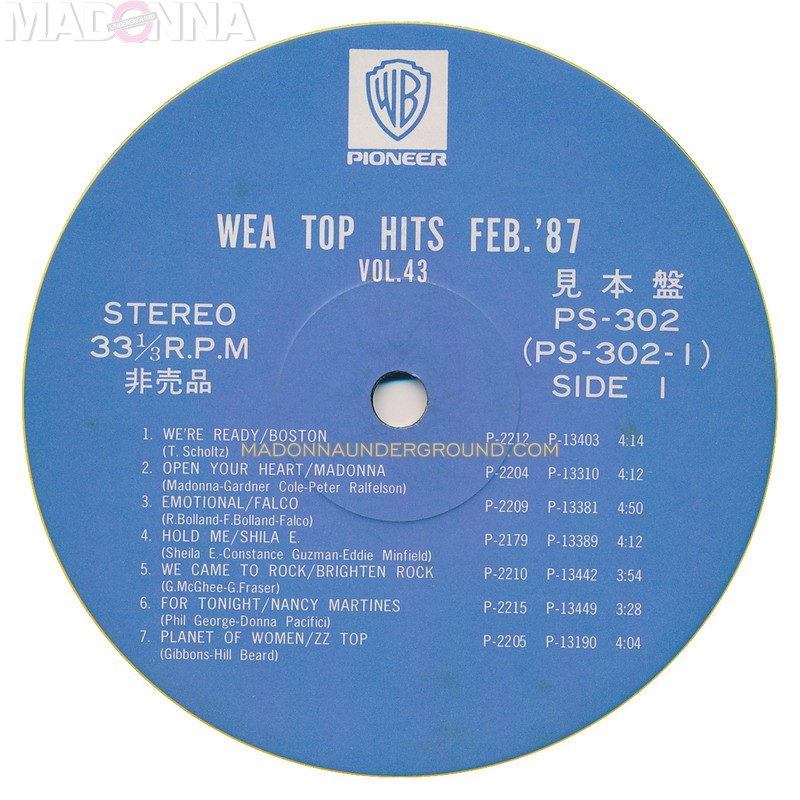 MADONNA
UNDERGROUND
WB
PIONEER
WEA TOP HITS FEB.'87
VOL.43
STEREO
33 1/3 R.P.M
非売品
見本盤
PS-302
(PS-302-1)
SIDE 1
MADONNAUNDERGROUND.COM
1. WE'RE READY/BOSTON P-2212 P-13403 4:14
(T. Scholtz)
2. OPEN YOUR HEART/MADONNA P-2204 P-13310 4:12
(Madonna-Gardner Cole-Peter Ralfelson)
3. EMOTIONAL/FALCO P-2209 P-13381 4:50
(R.Bolland-F.Bolland-Falco)
4. HOLD ME/SHILA E. P-2179 P-13389 4:12
(Sheila E.-Constance Guzman-Eddie Minfield)
5. WE CAME TO ROCK/BRIGHTEN ROCK P-2210 P-13442 3:54
(G.McGhee-G.Fraser)
6. FOR TONIGHT/NANCY MARTINES P-2215 P-13449 3:28
(Phil George-Donna Pacifici)
7. PLANET OF WOMEN/ZZ TOP P-2205 P-13190 4:04
(Gibbons-Hill Beard)